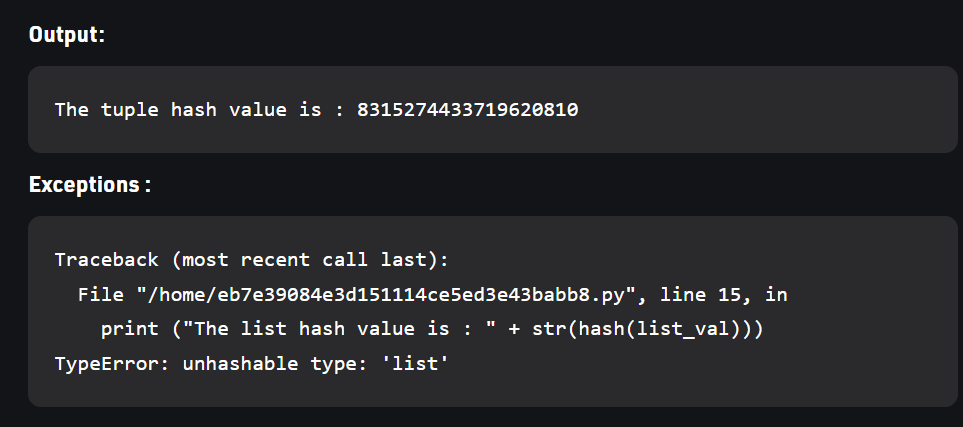 Output:
The tuple hash value is : 8315274433719620810
Exceptions :
Traceback (most recent call last):
  File "/home/eb7e39084e3d151114ce5ed3e43babb8.py", line 15, in
    print ("The list hash value is : " + str(hash(list_val)))
TypeError: unhashable type: 'list'